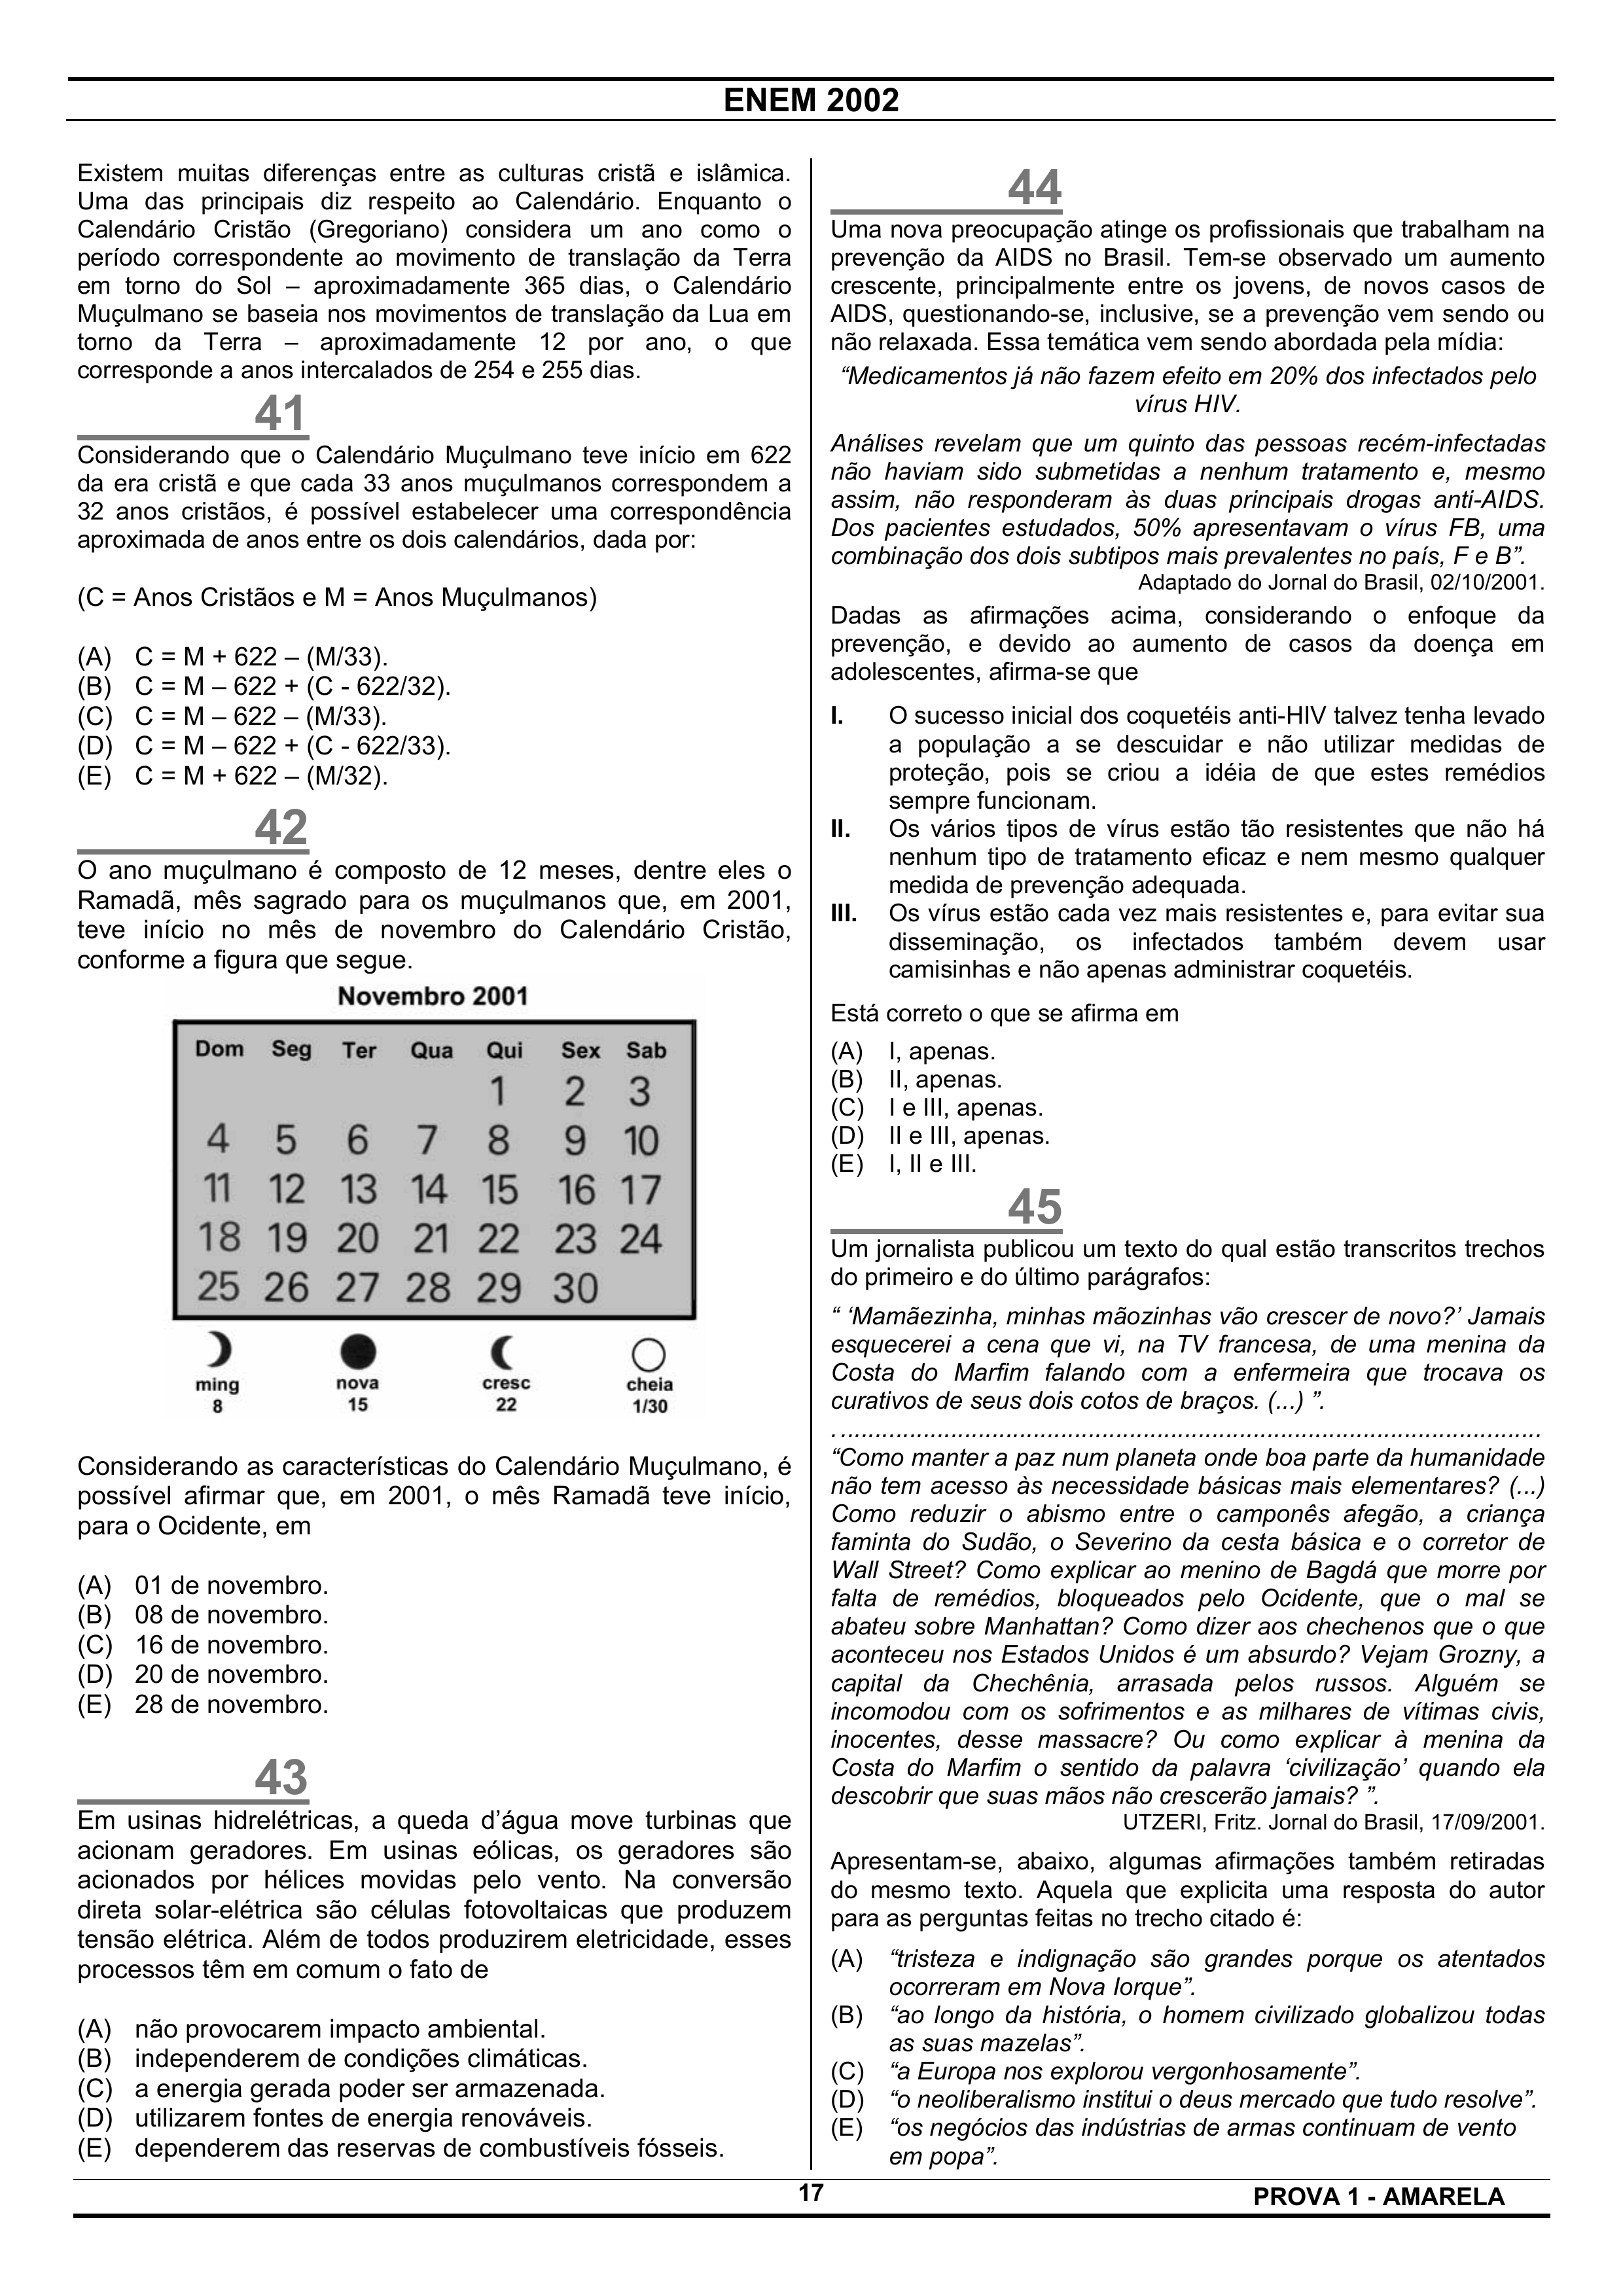 ENEM 2002
Existem muitas diferenças entre as culturas cristã e islâmica.
Uma das principais diz respeito ao Calendário. Enquanto o
Calendário Cristão (Gregoriano) considera um ano como o
período correspondente ao movimento de translação da Terra
em torno do Sol – aproximadamente 365 dias, o Calendário
Muçulmano se baseia nos movimentos de translação da Lua em
torno da Terra – aproximadamente 12 por ano, o que
corresponde a anos intercalados de 254 e 255 dias.
41
Considerando que o Calendário Muçulmano teve início em 622
da era cristã e que cada 33 anos muçulmanos correspondem a
32 anos cristãos, é possível estabelecer uma correspondência
aproximada de anos entre os dois calendários, dada por:
(C = Anos Cristãos e M = Anos Muçulmanos)
(A) C = M + 622 – (M/33).
(B) C = M – 622 + (C - 622/32).
(C) C = M – 622 – (M/33).
(D) C = M – 622 + (C - 622/33).
(E) C = M + 622 – (M/32).
42
O ano muçulmano é composto de 12 meses, dentre eles o
Ramadã, mês sagrado para os muçulmanos que, em 2001,
teve início no mês de novembro do Calendário Cristão,
conforme a figura que segue.
Novembro 2001
Dom Seg Ter Qua Qui Sex Sab
1 2 3
4 5 6 7 8 9 10
11 12 13 14 15 16 17
18 19 20 21 22 23 24
25 26 27 28 29 30
ming nova cresc cheia
8 15 22 1/30
Considerando as características do Calendário Muçulmano, é
possível afirmar que, em 2001, o mês Ramadã teve início,
para o Ocidente, em
(A) 01 de novembro.
(B) 08 de novembro.
(C) 16 de novembro.
(D) 20 de novembro.
(E) 28 de novembro.
43
Em usinas hidrelétricas, a queda d’água move turbinas que
acionam geradores. Em usinas eólicas, os geradores são
acionados por hélices movidas pelo vento. Na conversão
direta solar-elétrica são células fotovoltaicas que produzem
tensão elétrica. Além de todos produzirem eletricidade, esses
processos têm em comum o fato de
(A) não provocarem impacto ambiental.
(B) independerem de condições climáticas.
(C) a energia gerada poder ser armazenada.
(D) utilizarem fontes de energia renováveis.
(E) dependerem das reservas de combustíveis fósseis.
44
Uma nova preocupação atinge os profissionais que trabalham na
prevenção da AIDS no Brasil. Tem-se observado um aumento
crescente, principalmente entre os jovens, de novos casos de
AIDS, questionando-se, inclusive, se a prevenção vem sendo ou
não relaxada. Essa temática vem sendo abordada pela mídia:
“Medicamentos já não fazem efeito em 20% dos infectados pelo
vírus HIV.
Análises revelam que um quinto das pessoas recém-infectadas
não haviam sido submetidas a nenhum tratamento e, mesmo
assim, não responderam às duas principais drogas anti-AIDS.
Dos pacientes estudados, 50% apresentavam o vírus FB, uma
combinação dos dois subtipos mais prevalentes no país, F e B”.
Adaptado do Jornal do Brasil, 02/10/2001.
Dadas as afirmações acima, considerando o enfoque da
prevenção, e devido ao aumento de casos da doença em
adolescentes, afirma-se que
I. O sucesso inicial dos coquetéis anti-HIV talvez tenha levado
a população a se descuidar e não utilizar medidas de
proteção, pois se criou a idéia de que estes remédios
sempre funcionam.
II. Os vários tipos de vírus estão tão resistentes que não há
nenhum tipo de tratamento eficaz e nem mesmo qualquer
medida de prevenção adequada.
III. Os vírus estão cada vez mais resistentes e, para evitar sua
disseminação, os infectados também devem usar
camisinhas e não apenas administrar coquetéis.
Está correto o que se afirma em
(A) I, apenas.
(B) II, apenas.
(C) I e III, apenas.
(D) II e III, apenas.
(E) I, II e III.
45
Um jornalista publicou um texto do qual estão transcritos trechos
do primeiro e do último parágrafos:
“ ‘Mamãezinha, minhas mãozinhas vão crescer de novo?’ Jamais
esquecerei a cena que vi, na TV francesa, de uma menina da
Costa do Marfim falando com a enfermeira que trocava os
curativos de seus dois cotos de braços. (...) ”.
.......................................................................................................
“Como manter a paz num planeta onde boa parte da humanidade
não tem acesso às necessidade básicas mais elementares? (...)
Como reduzir o abismo entre o camponês afegão, a criança
faminta do Sudão, o Severino da cesta básica e o corretor de
Wall Street? Como explicar ao menino de Bagdá que morre por
falta de remédios, bloqueados pelo Ocidente, que o mal se
abateu sobre Manhattan? Como dizer aos chechenos que o que
aconteceu nos Estados Unidos é um absurdo? Vejam Grozny, a
capital da Chechênia, arrasada pelos russos. Alguém se
incomodou com os sofrimentos e as milhares de vítimas civis,
inocentes, desse massacre? Ou como explicar à menina da
Costa do Marfim o sentido da palavra ‘civilização’ quando ela
descobrir que suas mãos não crescerão jamais? ”.
UTZERI, Fritz. Jornal do Brasil, 17/09/2001.
Apresentam-se, abaixo, algumas afirmações também retiradas
do mesmo texto. Aquela que explicita uma resposta do autor
para as perguntas feitas no trecho citado é:
(A) “tristeza e indignação são grandes porque os atentados
ocorreram em Nova Iorque”.
(B) “ao longo da história, o homem civilizado globalizou todas
as suas mazelas”.
(C) “a Europa nos explorou vergonhosamente”.
(D) “o neoliberalismo institui o deus mercado que tudo resolve”.
(E) “os negócios das indústrias de armas continuam de vento
em popa”.
17
PROVA 1 - AMARELA